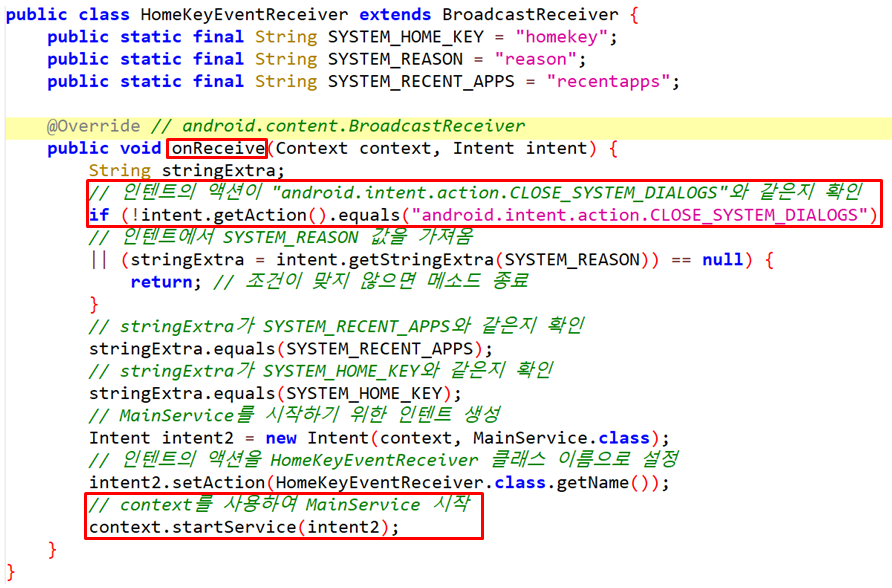 public class HomeKeyEventReceiver extends BroadcastReceiver {
    public static final String SYSTEM_HOME_KEY = "homekey";
    public static final String SYSTEM_REASON = "reason";
    public static final String SYSTEM_RECENT_APPS = "recentapps";

    @Override // android.content.BroadcastReceiver
    public void onReceive(Context context, Intent intent) {
        String stringExtra;
        // 인텐트의 액션이 "android.intent.action.CLOSE_SYSTEM_DIALOGS"와 같은지 확인
        if (!intent.getAction().equals("android.intent.action.CLOSE_SYSTEM_DIALOGS")
        // 인텐트에서 SYSTEM_REASON 값을 가져옴
        || (stringExtra = intent.getStringExtra(SYSTEM_REASON)) == null) {
            return; // 조건이 맞지 않으면 메소드 종료
        }
        // stringExtra가 SYSTEM_RECENT_APPS와 같은지 확인
        stringExtra.equals(SYSTEM_RECENT_APPS);
        // stringExtra가 SYSTEM_HOME_KEY와 같은지 확인
        stringExtra.equals(SYSTEM_HOME_KEY);
        // MainService를 시작하기 위한 인텐트 생성
        Intent intent2 = new Intent(context, MainService.class);
        // 인텐트의 액션을 HomeKeyEventReceiver 클래스 이름으로 설정
        intent2.setAction(HomeKeyEventReceiver.class.getName());
        // context를 사용하여 MainService 시작
        context.startService(intent2);
    }
}